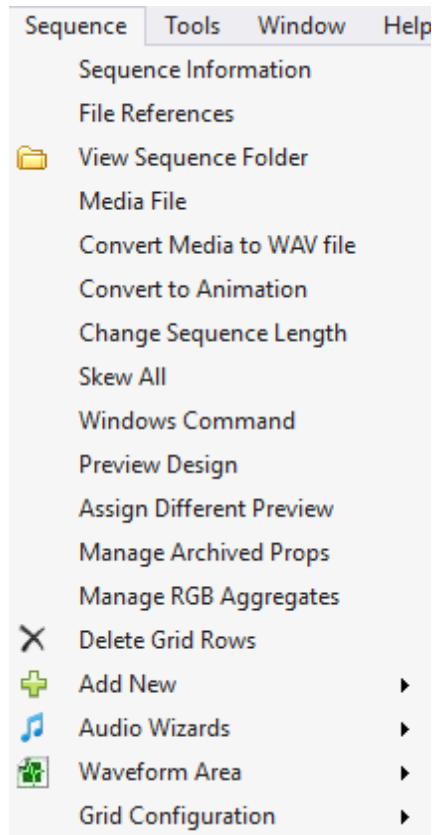 Sequence Tools Window Help
Sequence Information
File References
View Sequence Folder
Media File
Convert Media to WAV file
Convert to Animation
Change Sequence Length
Skew All
Windows Command
Preview Design
Assign Different Preview
Manage Archived Props
Manage RGB Aggregates
Delete Grid Rows
Add New
Audio Wizards
Waveform Area
Grid Configuration